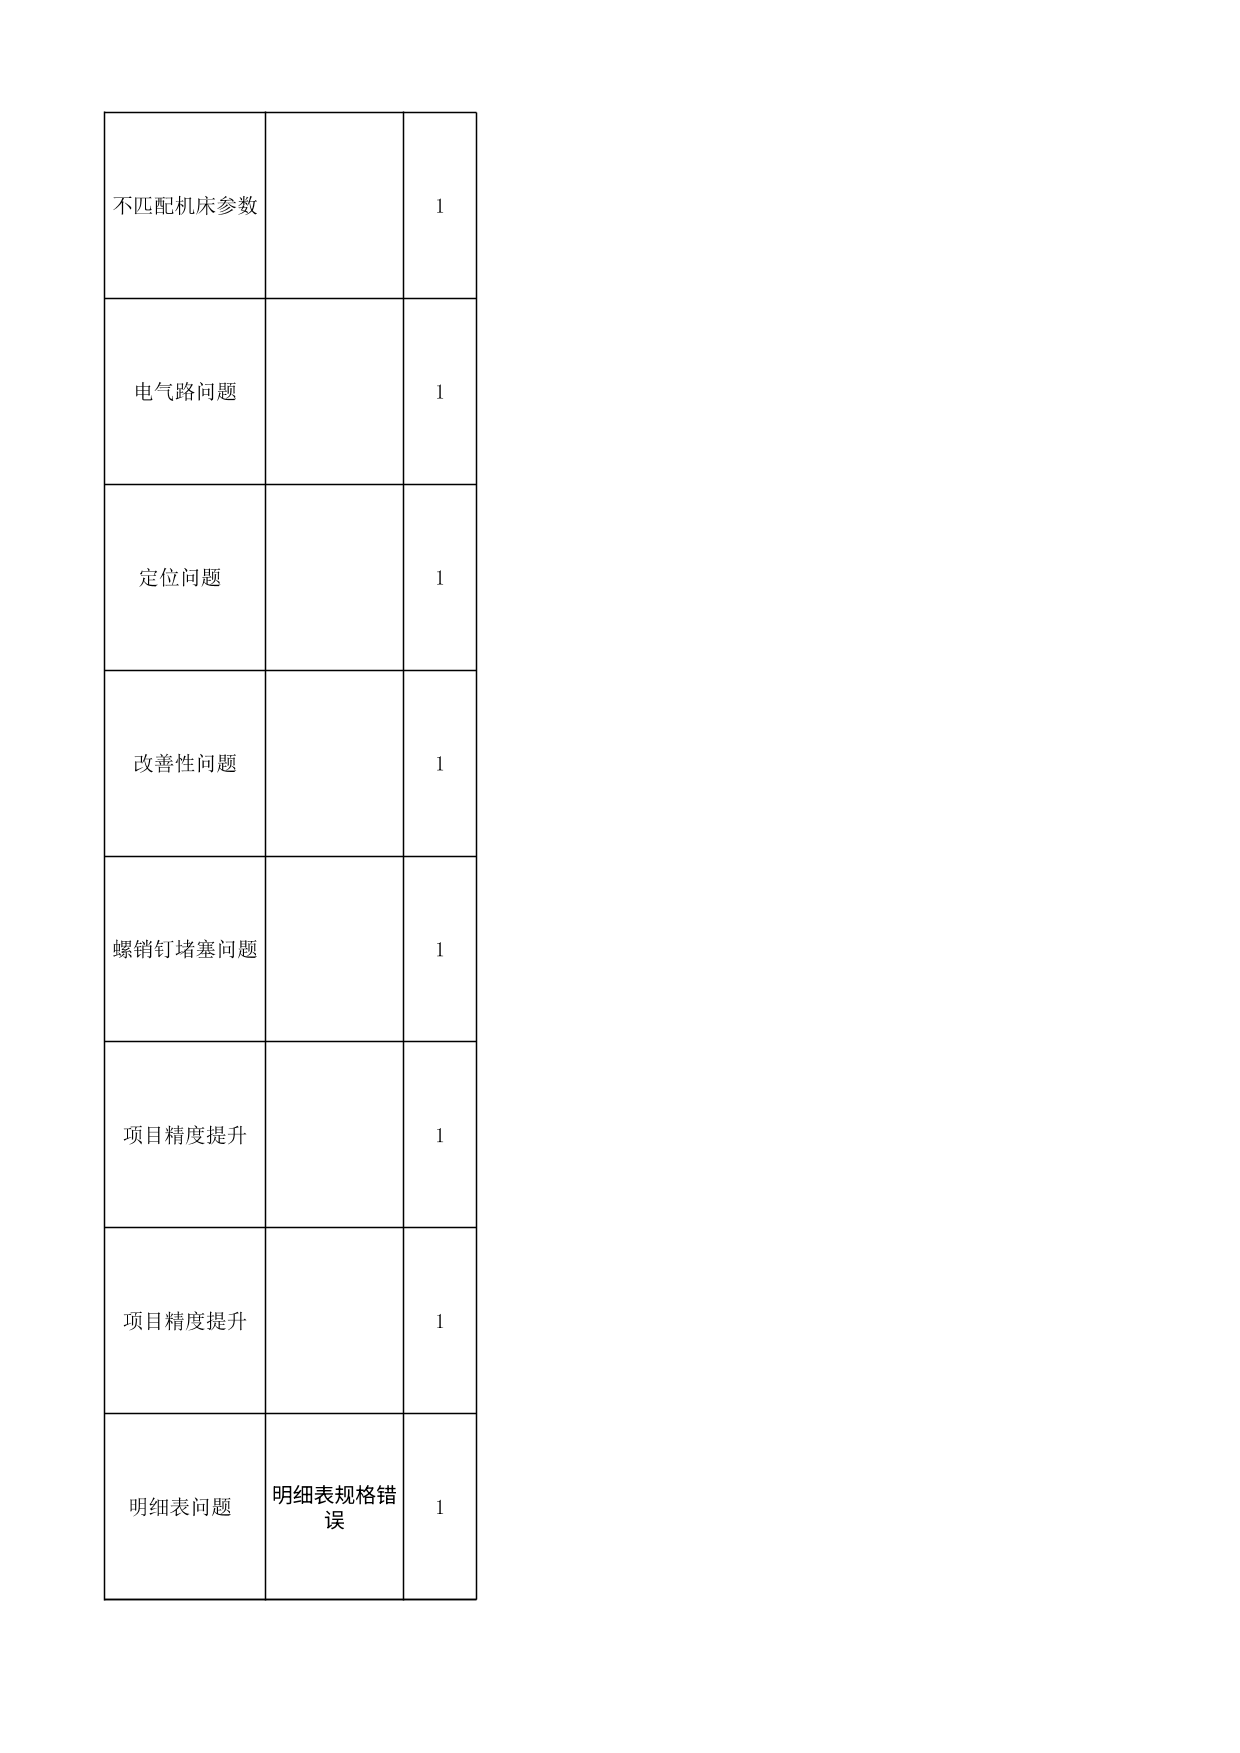 不匹配机床参数 1
电气路问题 1
定位问题 1
改善性问题 1
螺销钉堵塞问题 1
项目精度提升 1
项目精度提升 1
明细表问题 明细表规格错
误 1